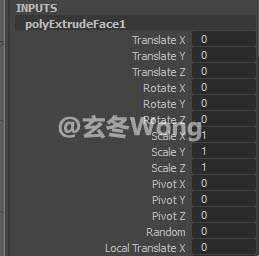 INPUTS
polyExtrudeFace1
Translate X 0
Translate Y 0
Translate Z 0
Rotate X 0
Rotate Y 0
Rotate Z 0
@玄冬Wong
Scale X 1
Scale Y 1
Scale Z 1
Pivot X 0
Pivot Y 0
Pivot Z 0
Random 0
Local Translate X 0